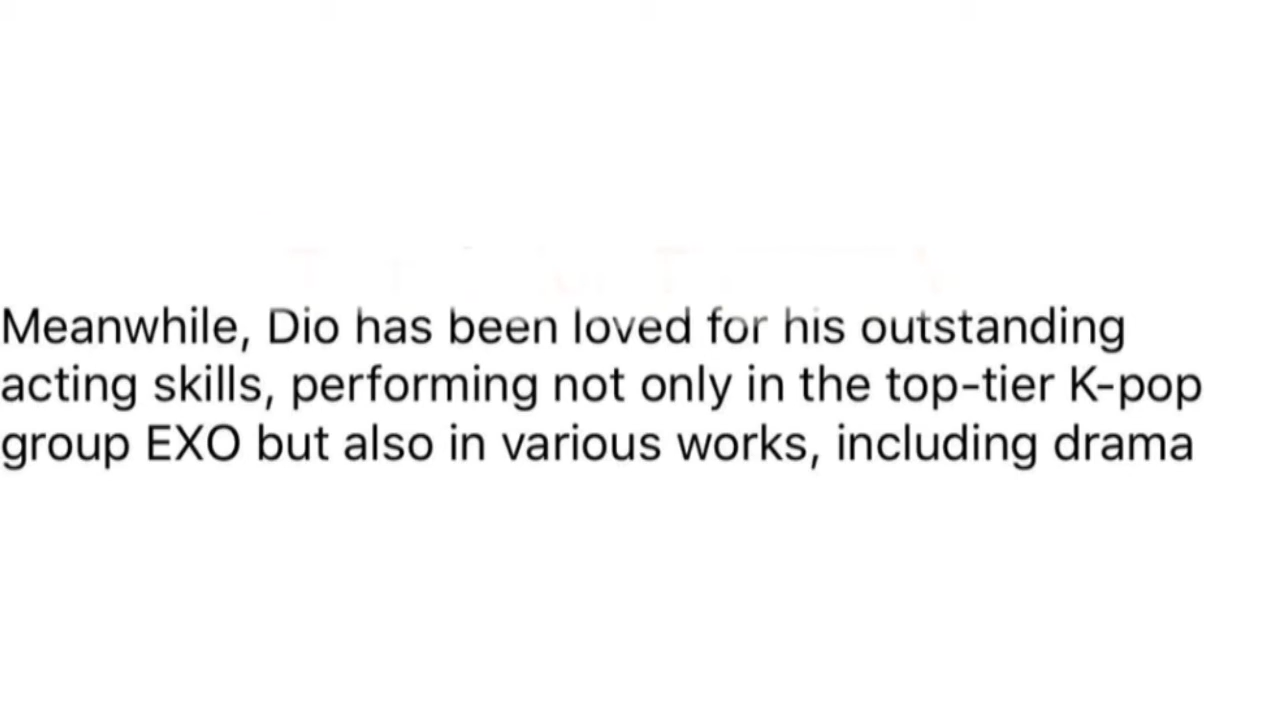 Meanwhile, Dio has been loved for his outstanding
acting skills, performing not only in the top-tier K-pop
group EXO but also in various works, including drama